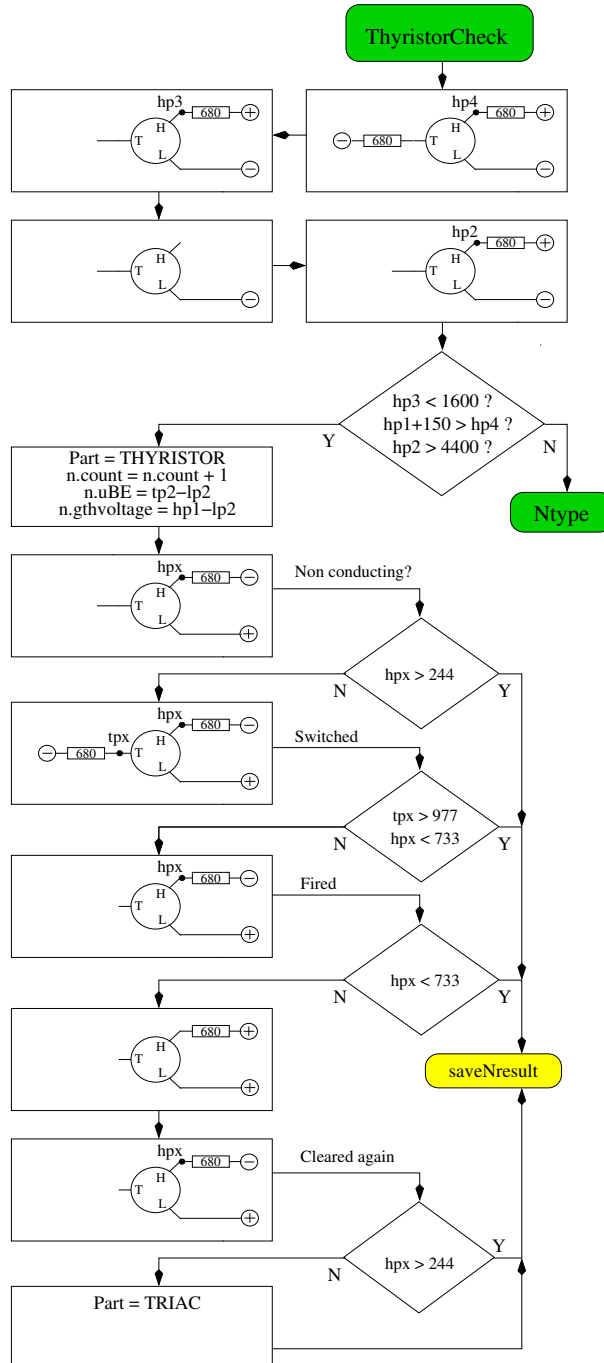 ThyristorCheck
hp3
680 +
H
T
L
−
hp4
680 +
H
− 680 T
L
−
H
T
L
−
hp2
680 +
H
T
L
−
hp3 < 1600 ?
hp1+150 > hp4 ?
hp2 > 4400 ?
Y
N
Part = THYRISTOR
n.count = n.count + 1
n.uBE = tp2−lp2
n.gthvoltage = hp1−lp2
Ntype
hpx
680 −
H
T
L
+
Non conducting?
hpx > 244
N
Y
hpx
680 −
H
tpx
− 680 T
L
+
Switched
tpx > 977
hpx < 733
N
Y
hpx
680 −
H
T
L
+
Fired
hpx < 733
N
Y
680 +
H
T
L
+
saveNresult
hpx
680 −
H
T
L
+
Cleared again
hpx > 244
N
Y
Part = TRIAC